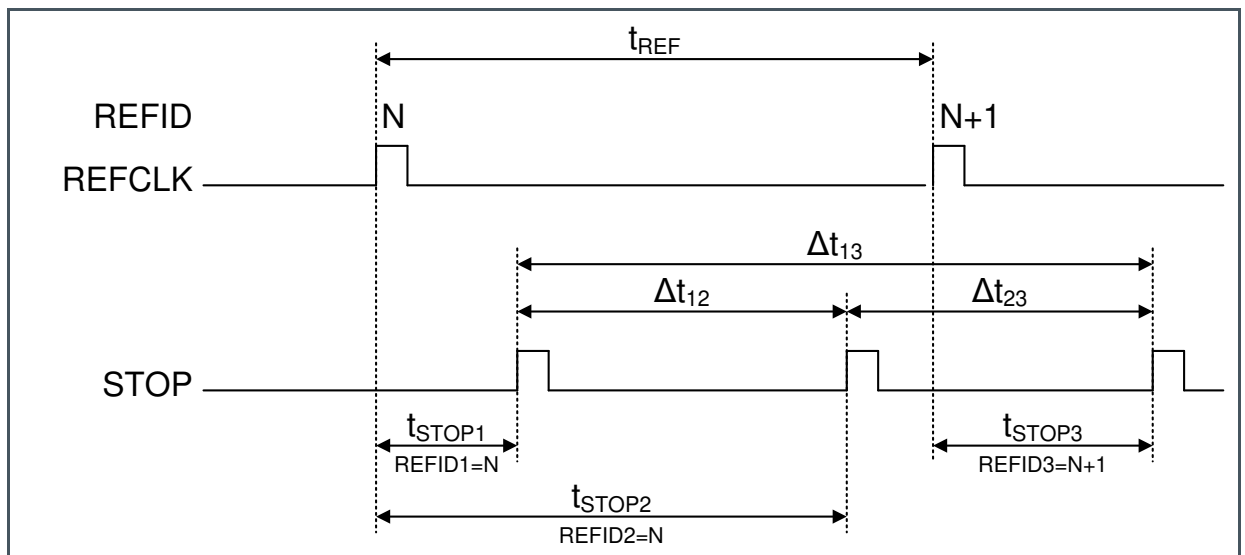 tREF
REFID N N+1
REFCLK
Δt13
Δt12 Δt23
STOP
tSTOP1 tSTOP3
REFID1=N REFID3=N+1
tSTOP2
REFID2=N